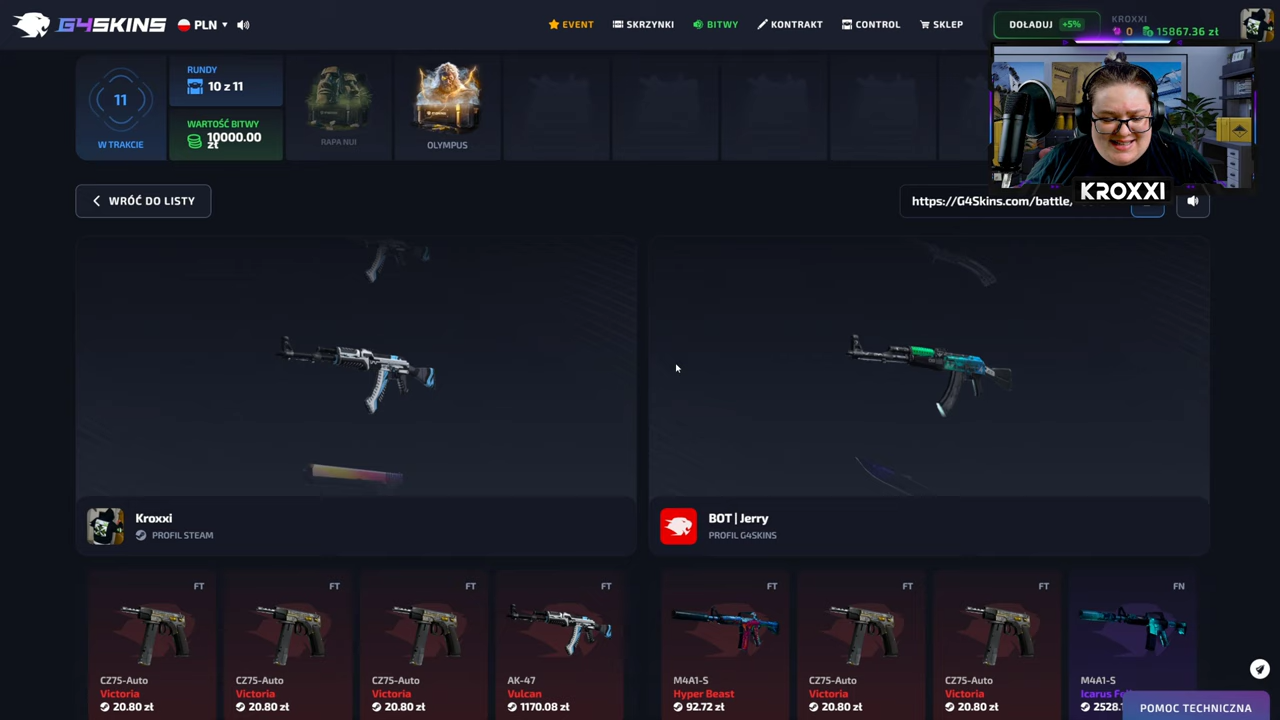 G4SKINS
PLN
EVENT
SKRZYNKI
BITWY
KONTRAKT
CONTROL
SKLEP
DOŁADUJ +5%
KROXXI
0 15867.36 zł
11
W TRAKCIE
RUNDY
10 z 11
WARTOŚĆ BITWY
10000.00
zł
RAPA NUI
OLYMPUS
KROXXI
WRÓĆ DO LISTY
https://G4Skins.com/battle/
Kroxxi
PROFIL STEAM
BOT | Jerry
PROFIL G4SKINS
FT
CZ75-Auto
Victoria
20.80 zł
FT
CZ75-Auto
Victoria
20.80 zł
FT
CZ75-Auto
Victoria
20.80 zł
FT
AK-47
Vulcan
1170.08 zł
FT
M4A1-S
Hyper Beast
92.72 zł
FT
CZ75-Auto
Victoria
20.80 zł
FT
CZ75-Auto
Victoria
20.80 zł
FN
M4A1-S
Icarus
2528.
POMOC TECHNICZNA